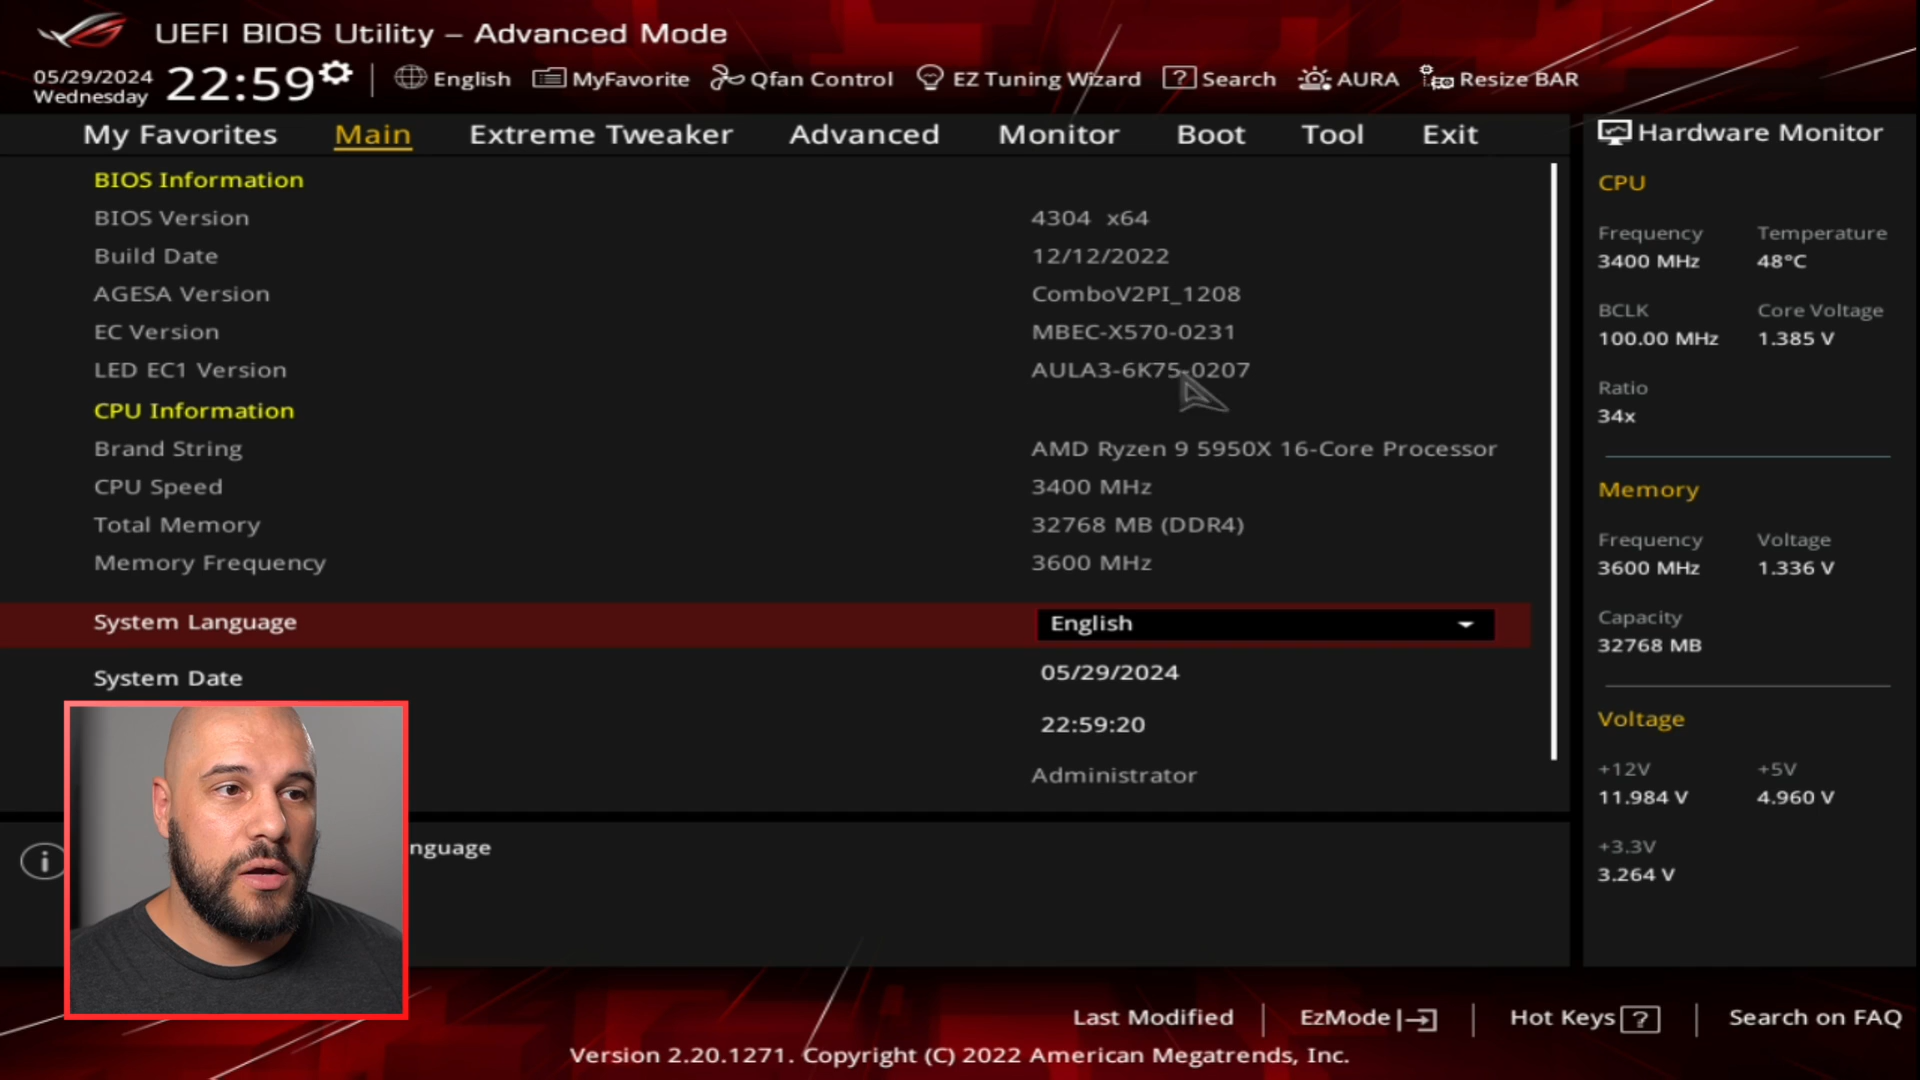 UEFI BIOS Utility – Advanced Mode
05/29/2024
Wednesday
22:59
English
MyFavorite
Qfan Control
EZ Tuning Wizard
? Search
AURA
Resize BAR
My Favorites
Main
Extreme Tweaker
Advanced
Monitor
Boot
Tool
Exit
BIOS Information
BIOS Version 4304 x64
Build Date 12/12/2022
AGESA Version ComboV2PI_1208
EC Version MBEC-X570-0231
LED EC1 Version AULA3-6K75-0207
CPU Information
Brand String AMD Ryzen 9 5950X 16-Core Processor
CPU Speed 3400 MHz
Total Memory 32768 MB (DDR4)
Memory Frequency 3600 MHz
System Language English
System Date 05/29/2024
22:59:20
Administrator
i
nguage
Hardware Monitor
CPU
Frequency Temperature
3400 MHz 48°C
BCLK Core Voltage
100.00 MHz 1.385 V
Ratio
34x
Memory
Frequency Voltage
3600 MHz 1.336 V
Capacity
32768 MB
Voltage
+12V +5V
11.984 V 4.960 V
+3.3V
3.264 V
Last Modified
EzMode
Hot Keys ?
Search on FAQ
Version 2.20.1271. Copyright (C) 2022 American Megatrends, Inc.